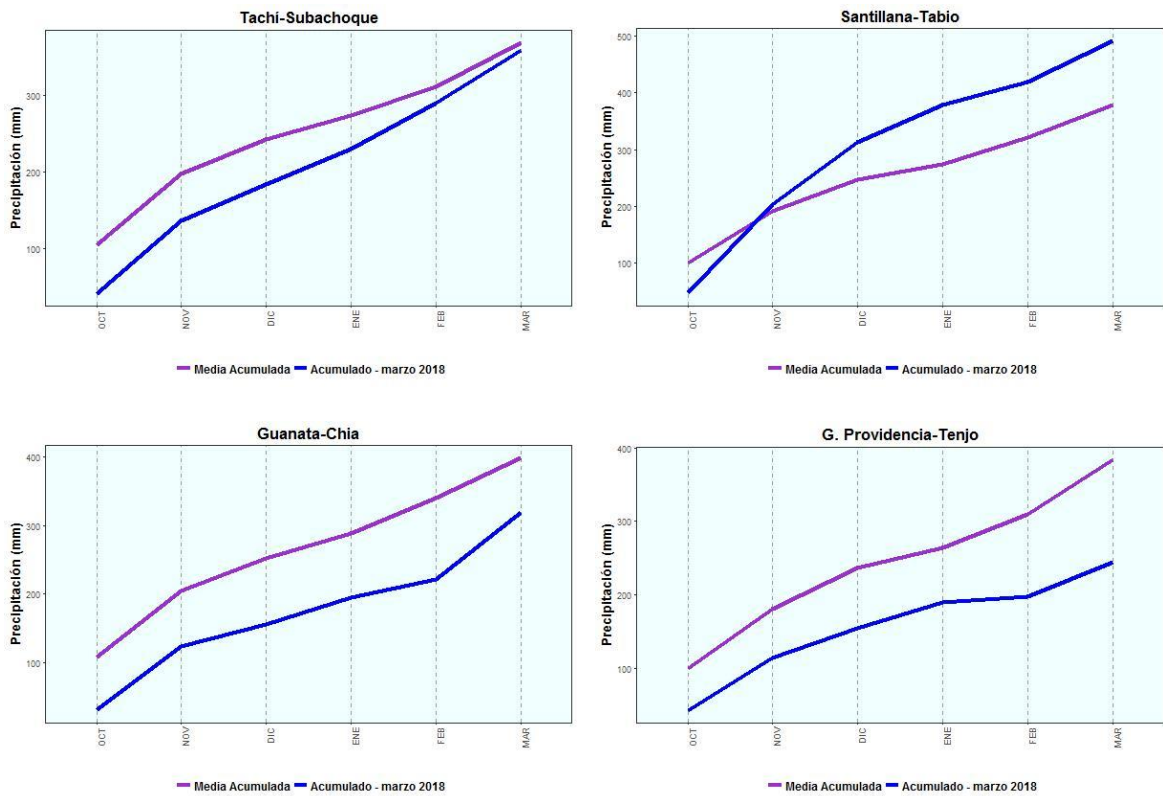 Tachí-Subachoque
Precipitación (mm)
300
200
100
OCT
NOV
DIC
ENE
FEB
MAR
Media Acumulada Acumulado - marzo 2018
Santillana-Tabio
Precipitación (mm)
500
400
300
200
100
OCT
NOV
DIC
ENE
FEB
MAR
Media Acumulada Acumulado - marzo 2018
Guanata-Chia
Precipitación (mm)
400
300
200
100
OCT
NOV
DIC
ENE
FEB
MAR
Media Acumulada Acumulado - marzo 2018
G. Providencia-Tenjo
Precipitación (mm)
400
300
200
100
OCT
NOV
DIC
ENE
FEB
MAR
Media Acumulada Acumulado - marzo 2018